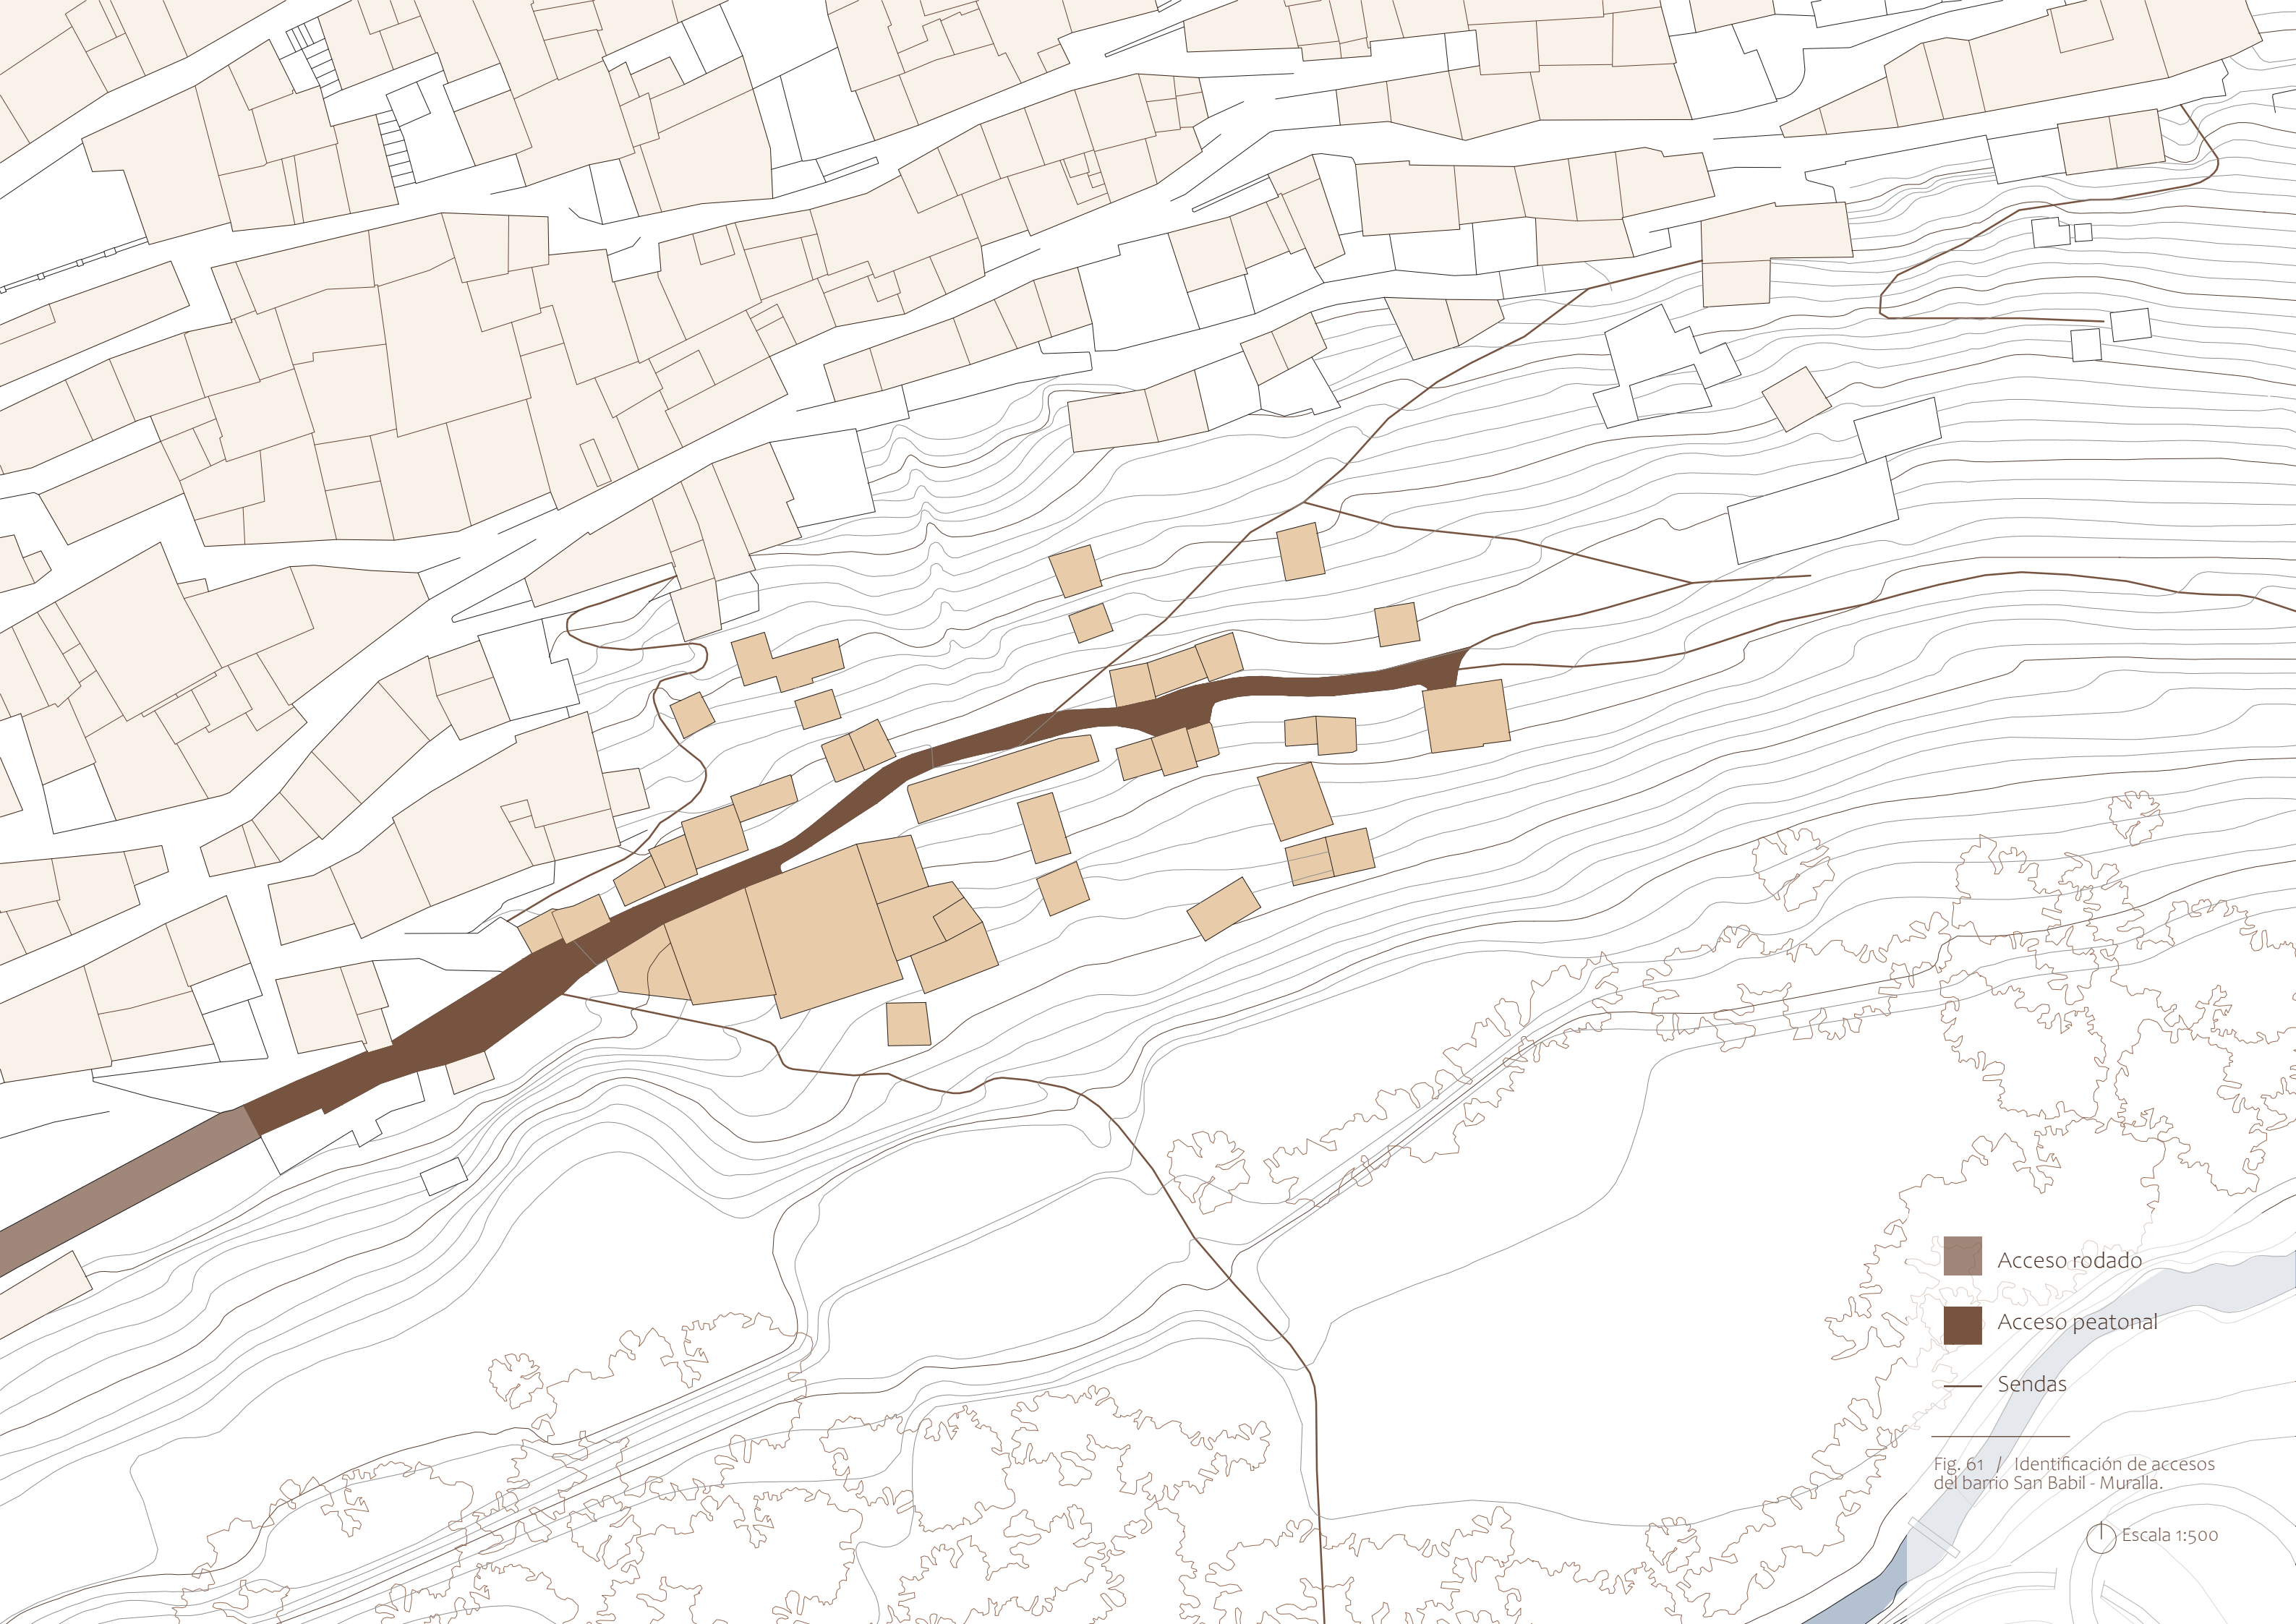 Acceso rodado
Acceso peatonal
Sendas
Fig. 61 / Identificación de accesos
del barrio San Babil - Muralla.
Escala 1:500